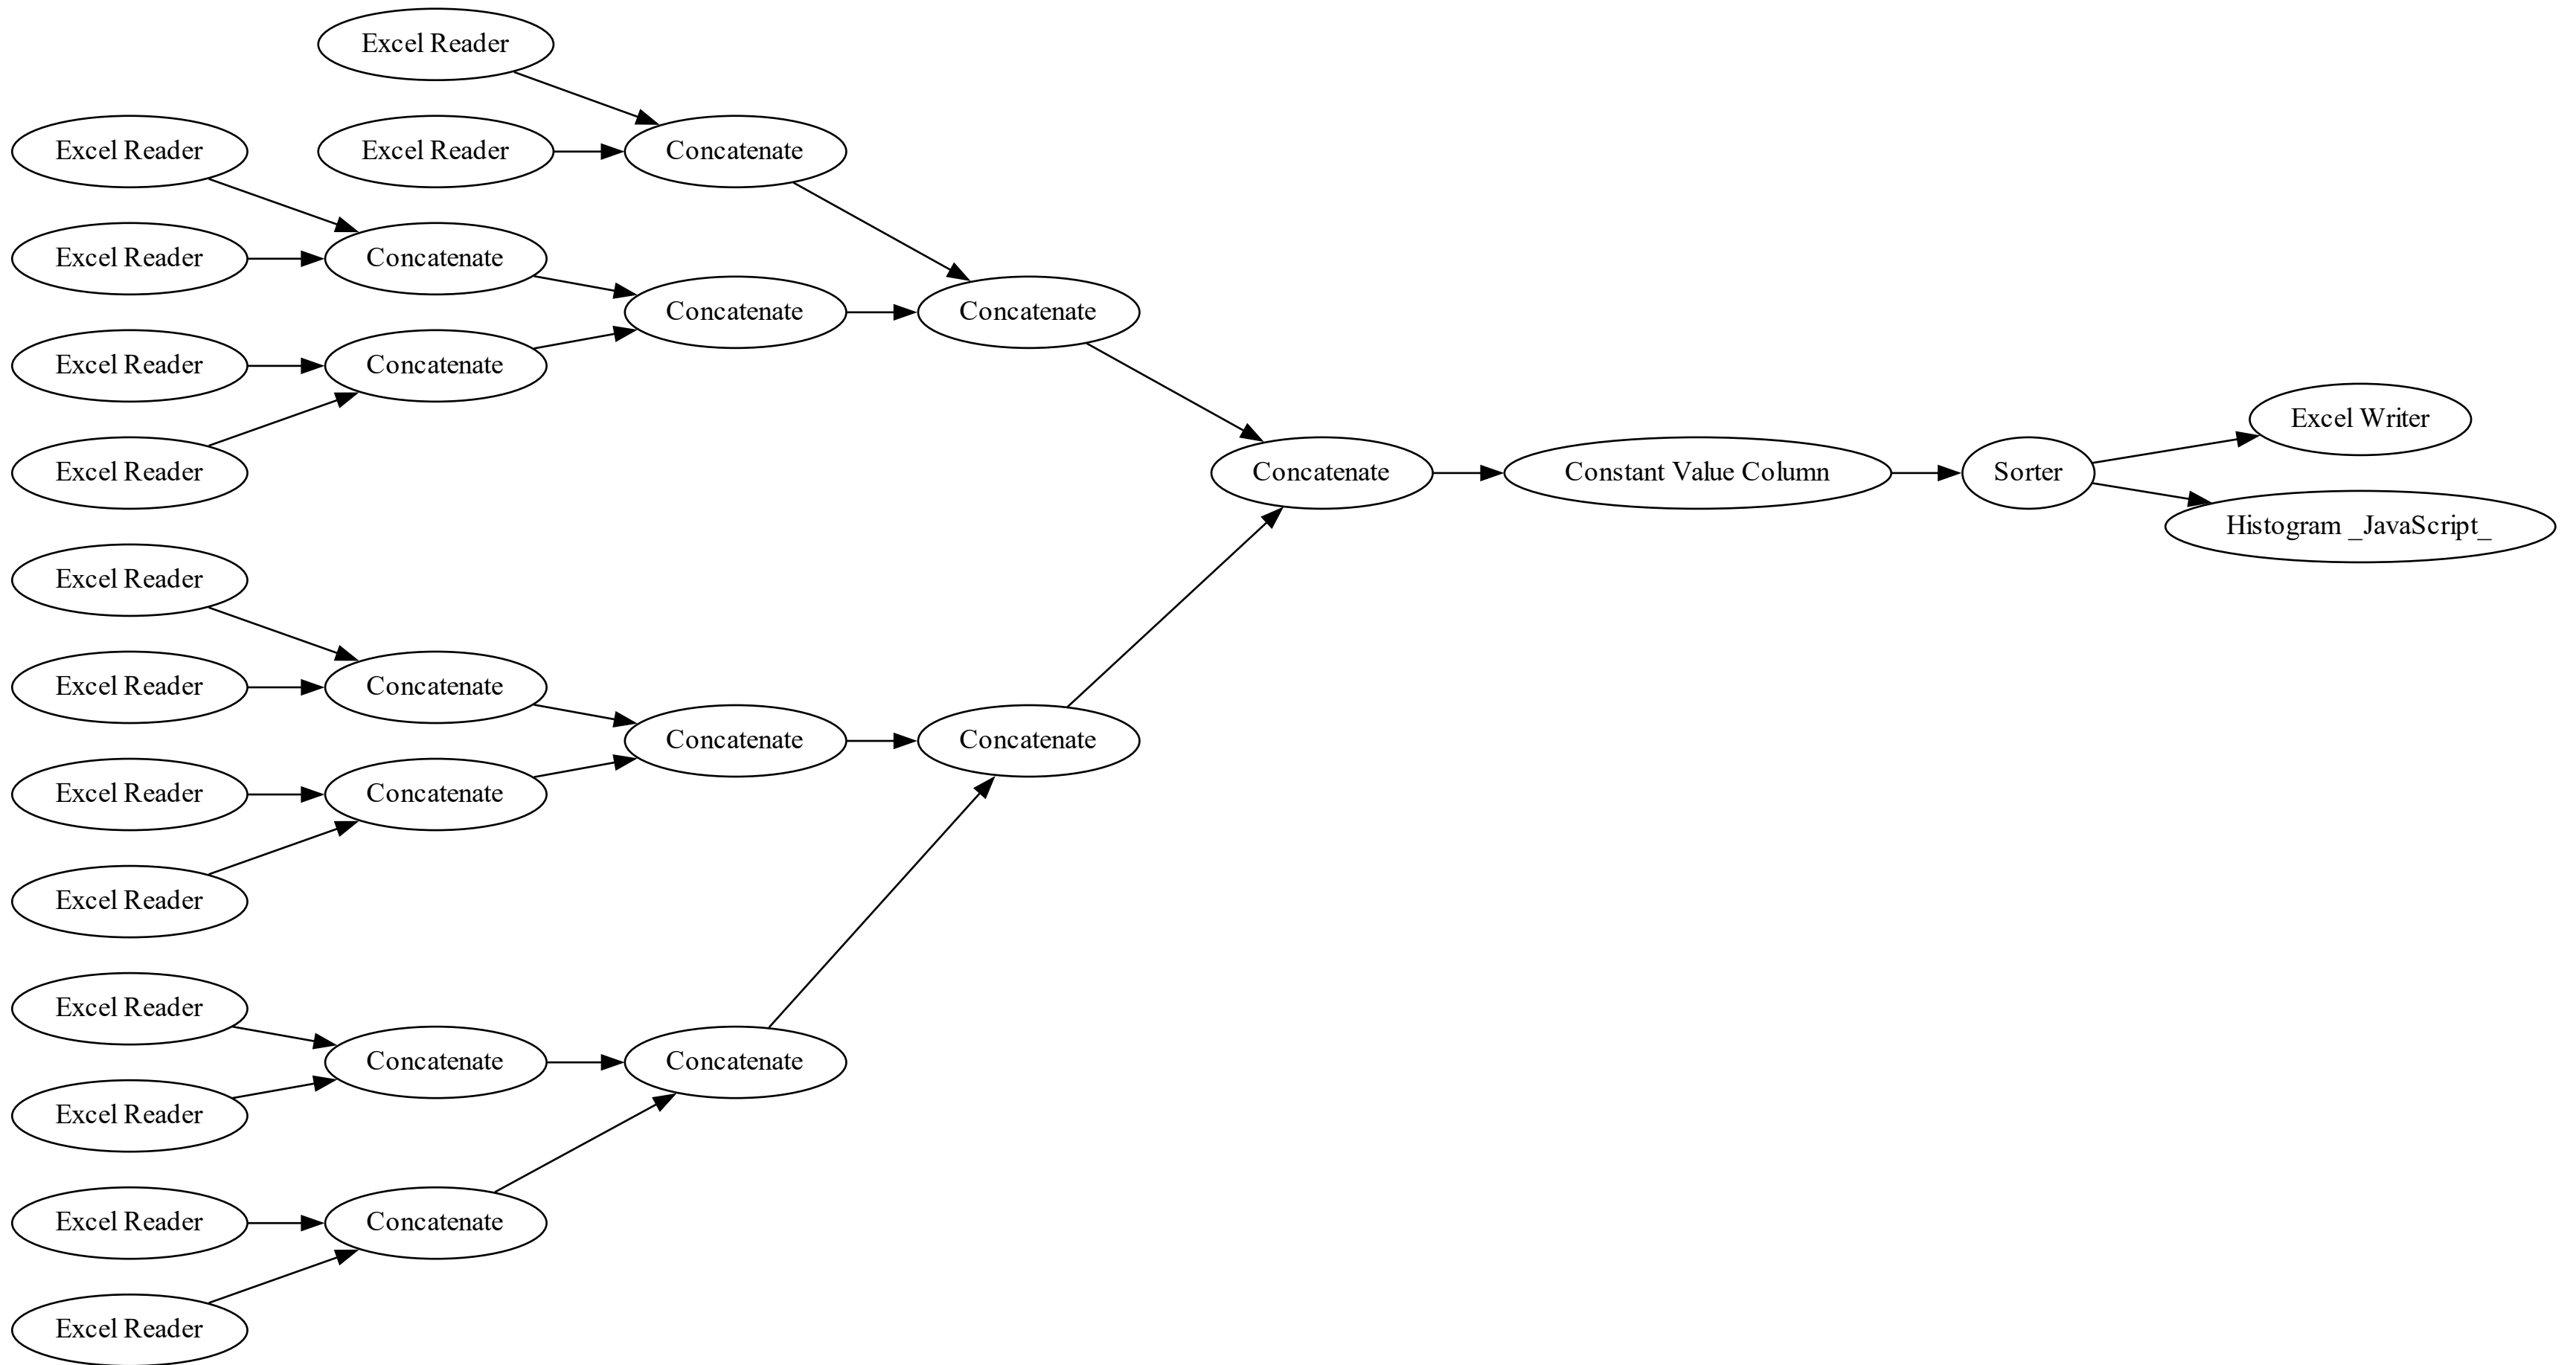 Excel Reader
Excel Reader
Excel Reader
Concatenate
Excel Reader
Concatenate
Concatenate
Concatenate
Excel Reader
Concatenate
Excel Reader
Concatenate
Constant Value Column
Sorter
Excel Writer
Histogram _JavaScript_
Excel Reader
Excel Reader
Concatenate
Concatenate
Concatenate
Excel Reader
Concatenate
Excel Reader
Excel Reader
Concatenate
Concatenate
Excel Reader
Excel Reader
Concatenate
Excel Reader